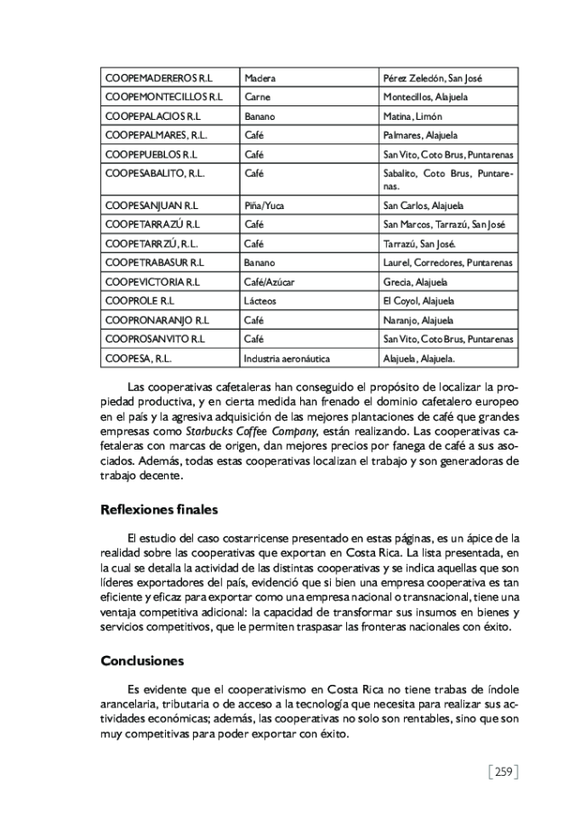 COOPEMADEREROS R.L Madera Pérez Zeledón, San José
COOPEMONTECILLOS R.L Carne Montecillos, Alajuela
COOPEPALACIOS R.L Banano Matina, Limón
COOPEPALMARES, R.L. Café Palmares, Alajuela
COOPEPUEBLOS R.L Café San Vito, Coto Brus, Puntarenas
COOPESABALITO, R.L. Café Sabalito, Coto Brus, Puntare-
nas.
COOPESANJUAN R.L Piña/Yuca San Carlos, Alajuela
COOPETARRAZÚ R.L Café San Marcos, Tarrazú, San José
COOPETARRZÚ, R.L. Café Tarrazú, San José.
COOPETRABASUR R.L Banano Laurel, Corredores, Puntarenas
COOPEVICTORIA R.L Café/Azúcar Grecia, Alajuela
COOPROLE R.L Lácteos El Coyol, Alajuela
COOPRONARANJO R.L Café Naranjo, Alajuela
COOPROSANVITO R.L Café San Vito, Coto Brus, Puntarenas
COOPESA, R.L. Industria aeronáutica Alajuela, Alajuela.
Las cooperativas cafetaleras han conseguido el propósito de localizar la pro-
piedad productiva, y en cierta medida han frenado el dominio cafetalero europeo
en el país y la agresiva adquisición de las mejores plantaciones de café que grandes
empresas como Starbucks Coffee Company, están realizando. Las cooperativas ca-
fetaleras con marcas de origen, dan mejores precios por fanega de café a sus aso-
ciados. Además, todas estas cooperativas localizan el trabajo y son generadoras de
trabajo decente.
Reflexiones finales
El estudio del caso costarricense presentado en estas páginas, es un ápice de la
realidad sobre las cooperativas que exportan en Costa Rica. La lista presentada, en
la cual se detalla la actividad de las distintas cooperativas y se indica aquellas que son
líderes exportadores del país, evidenció que si bien una empresa cooperativa es tan
eficiente y eficaz para exportar como una empresa nacional o transnacional, tiene una
ventaja competitiva adicional: la capacidad de transformar sus insumos en bienes y
servicios competitivos, que le permiten traspasar las fronteras nacionales con éxito.
Conclusiones
Es evidente que el cooperativismo en Costa Rica no tiene trabas de índole
arancelaria, tributaria o de acceso a la tecnología que necesita para realizar sus ac-
tividades económicas; además, las cooperativas no solo son rentables, sino que son
muy competitivas para poder exportar con éxito.
[259]